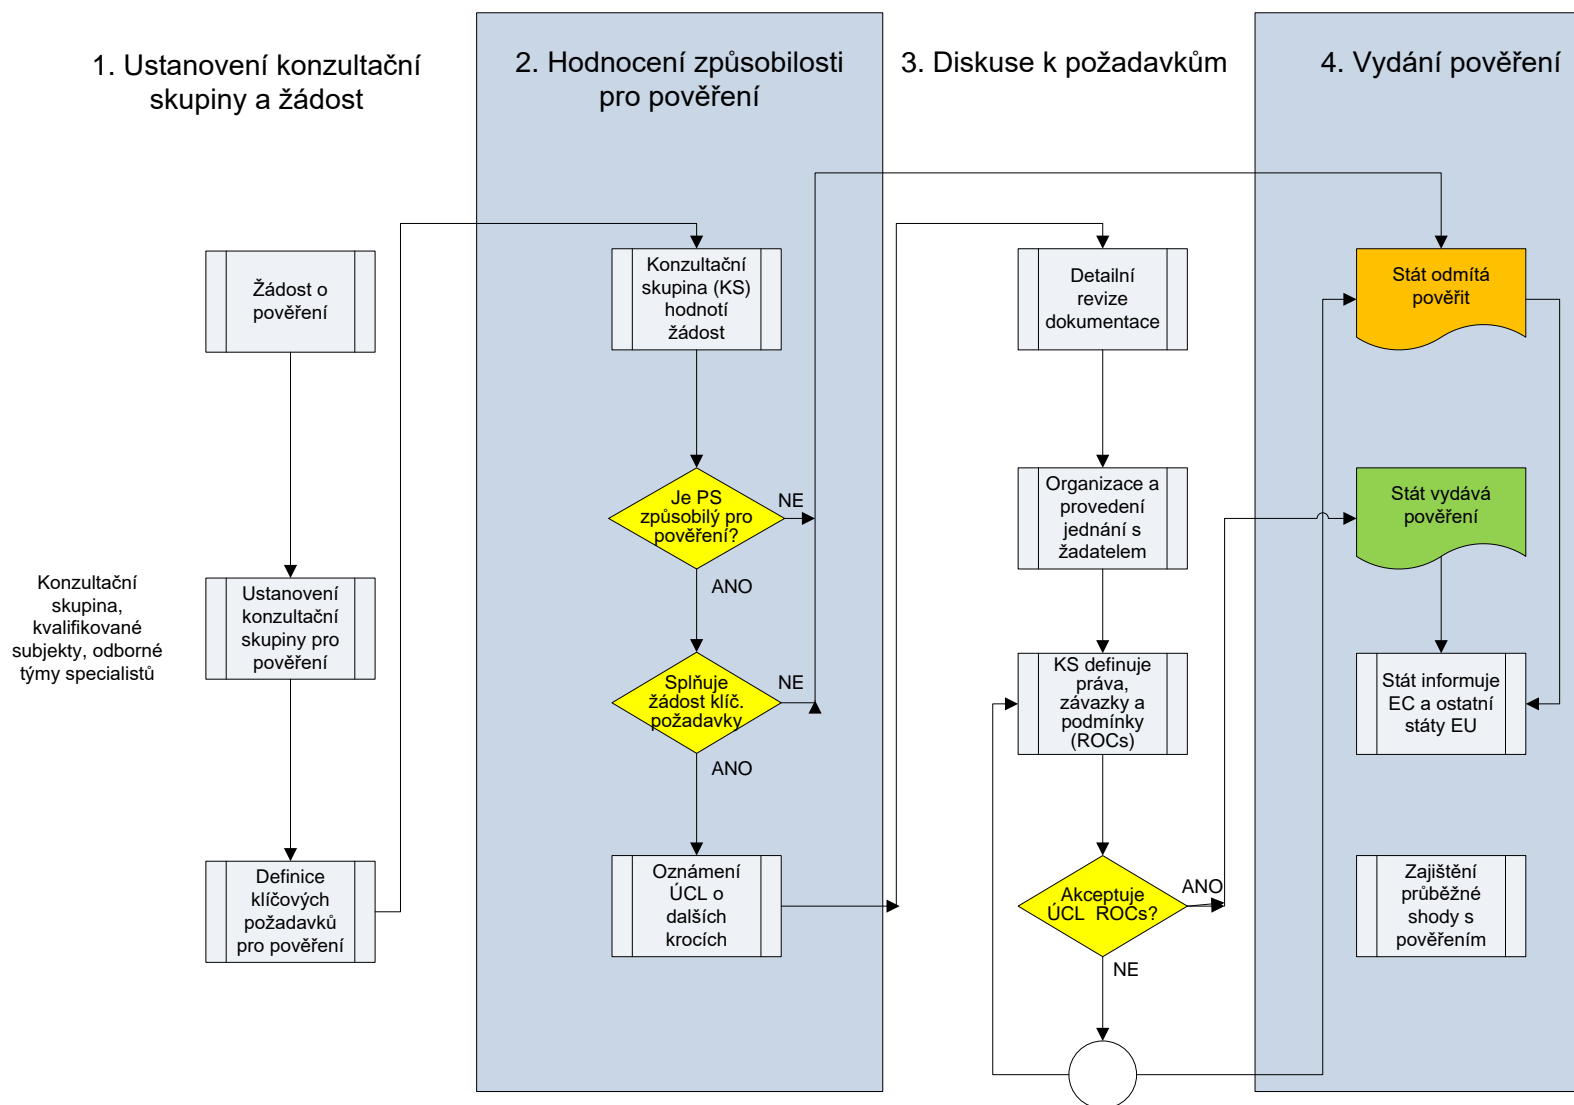 1. Ustanovení konzultační
skupiny a žádost
2. Hodnocení způsobilosti
pro pověření
3. Diskuse k požadavkům
4. Vydání pověření
Žádost o
pověření
Konzultační
skupina,
kvalifikované
subjekty, odborné
týmy specialistů
Ustanovení
konzultační
skupiny pro
pověření
Definice
klíčových
požadavků
pro pověření
Konzultační
skupina (KS)
hodnotí
žádost
Je PS
způsobilý pro
pověření?
NE
ANO
Splňuje
žádost klíč.
požadavky
NE
ANO
Oznámení
ÚCL o
dalších
krocích
Detailní
revize
dokumentace
Organizace a
provedení
jednání s
žadatelem
KS definuje
práva,
závazky a
podmínky
(ROCs)
Akceptuje
ÚCL  ROCs?
ANO
NE
Stát odmítá
pověřit
Stát vydává
pověření
Stát informuje
EC a ostatní
státy EU
Zajištění
průběžné
shody s
pověřením